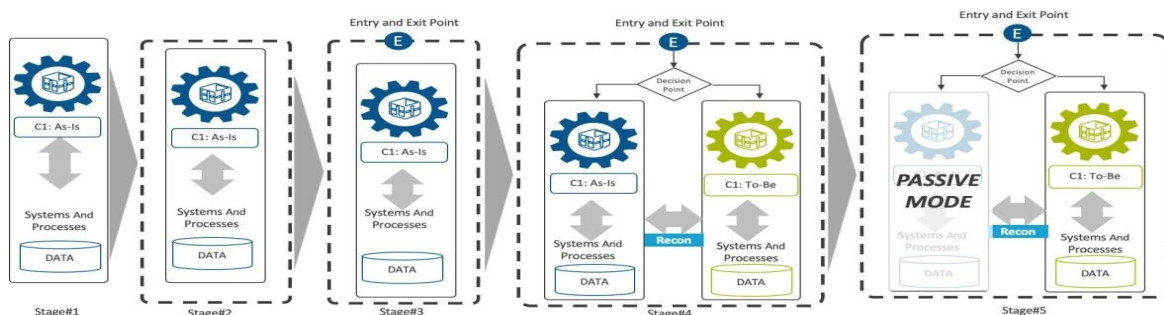 C1: As-Is
Systems And
Processes
DATA
Stage#1
C1: As-Is
Systems And
Processes
DATA
Stage#2
Entry and Exit Point
E
C1: As-Is
Systems And
Processes
DATA
Stage#3
Entry and Exit Point
E
Decision
Point
C1: As-Is
Systems And
Processes
DATA
Recon
C1: To-Be
Systems And
Processes
DATA
Stage#4
Entry and Exit Point
E
Decision
Point
PASSIVE
MODE
Systems And
Processes
DATA
Recon
C1: To-Be
Systems And
Processes
DATA
Stage#5